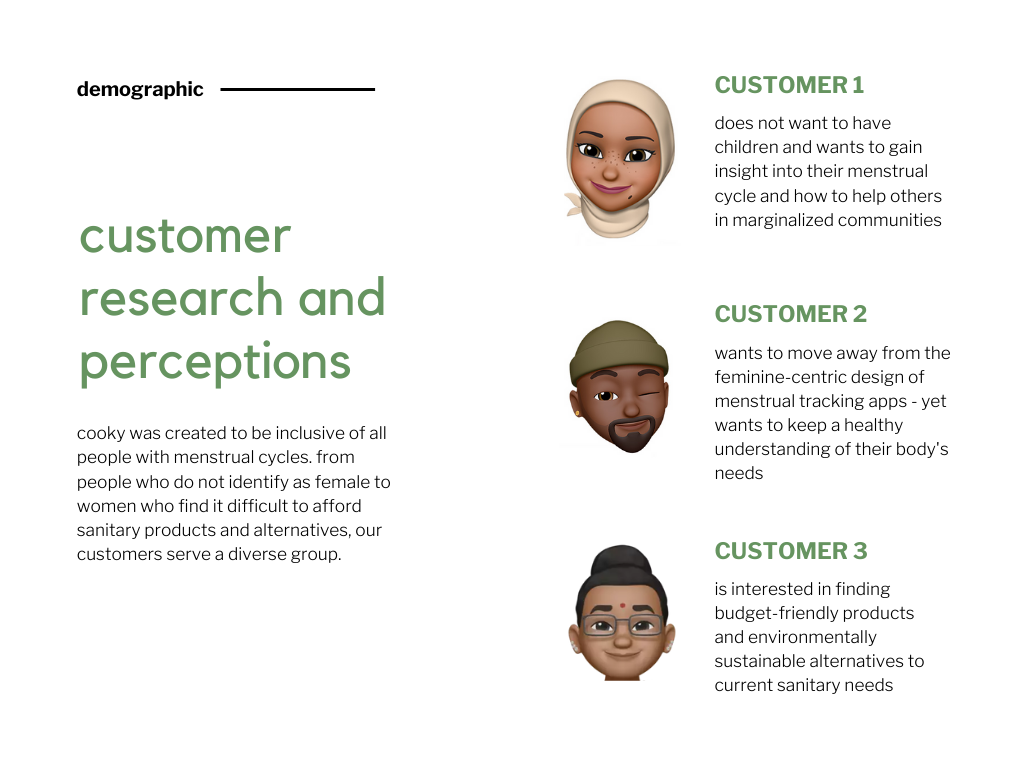 demographic
customer
research and
perceptions
cooky was created to be inclusive of all
people with menstrual cycles. from
people who do not identify as female to
women who find it difficult to afford
sanitary products and alternatives, our
customers serve a diverse group.
CUSTOMER 1
does not want to have
children and wants to gain
insight into their menstrual
cycle and how to help others
in marginalized communities
CUSTOMER 2
wants to move away from the
feminine-centric design of
menstrual tracking apps - yet
wants to keep a healthy
understanding of their body's
needs
CUSTOMER 3
is interested in finding
budget-friendly products
and environmentally
sustainable alternatives to
current sanitary needs